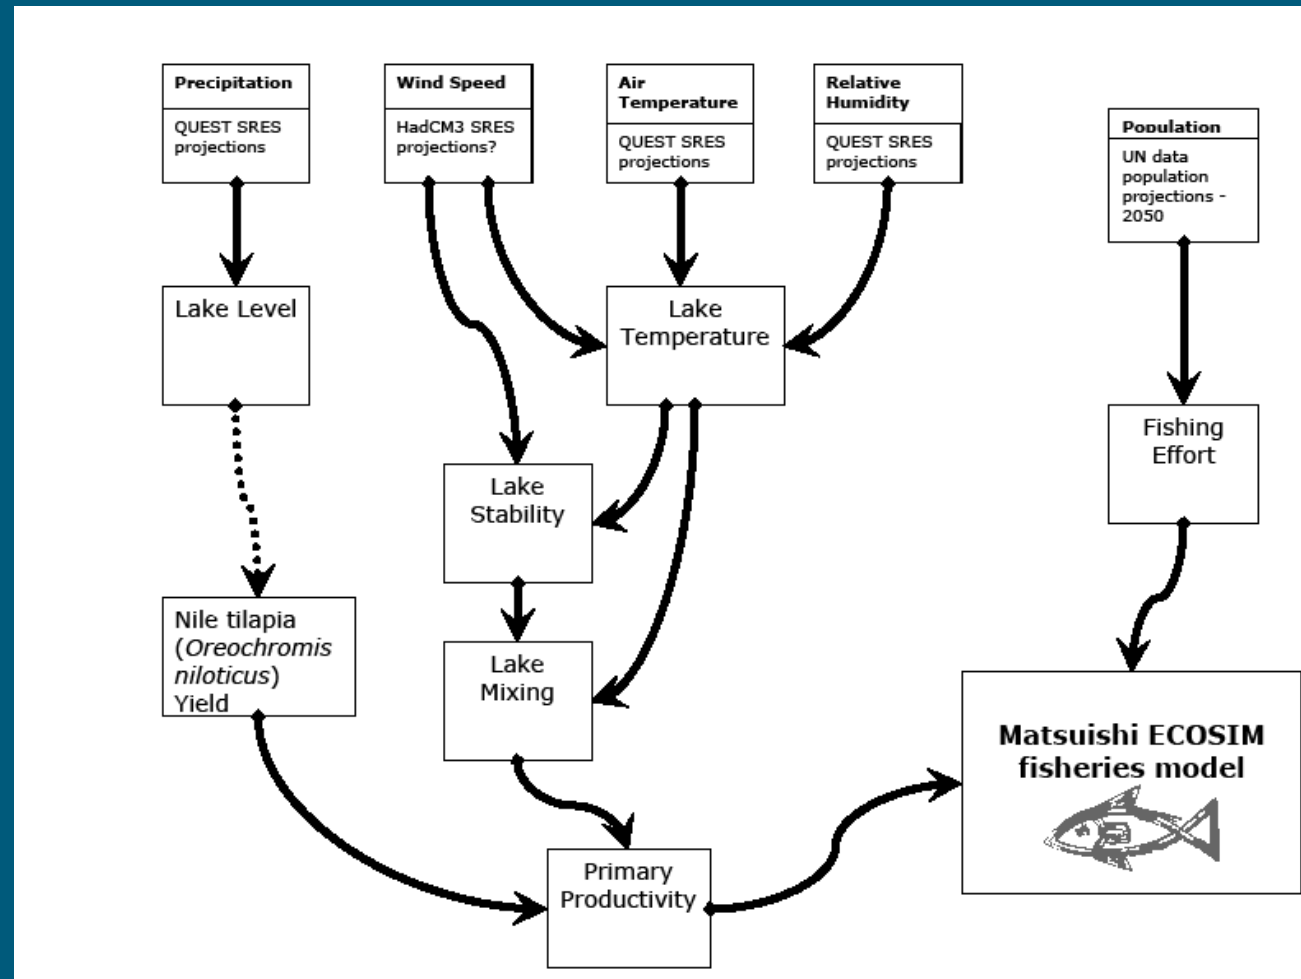 Precipitation
QUEST SRES
projections
Wind Speed
HadCM3 SRES
projections?
Air
Temperature
QUEST SRES
projections
Relative
Humidity
QUEST SRES
projections
Population
UN data
population
projections -
2050
Lake Level
Lake
Temperature
Fishing
Effort
Lake
Stability
Nile tilapia
(Oreochromis
niloticus)
Yield
Lake
Mixing
Matsuishi ECOSIM
fisheries model
Primary
Productivity